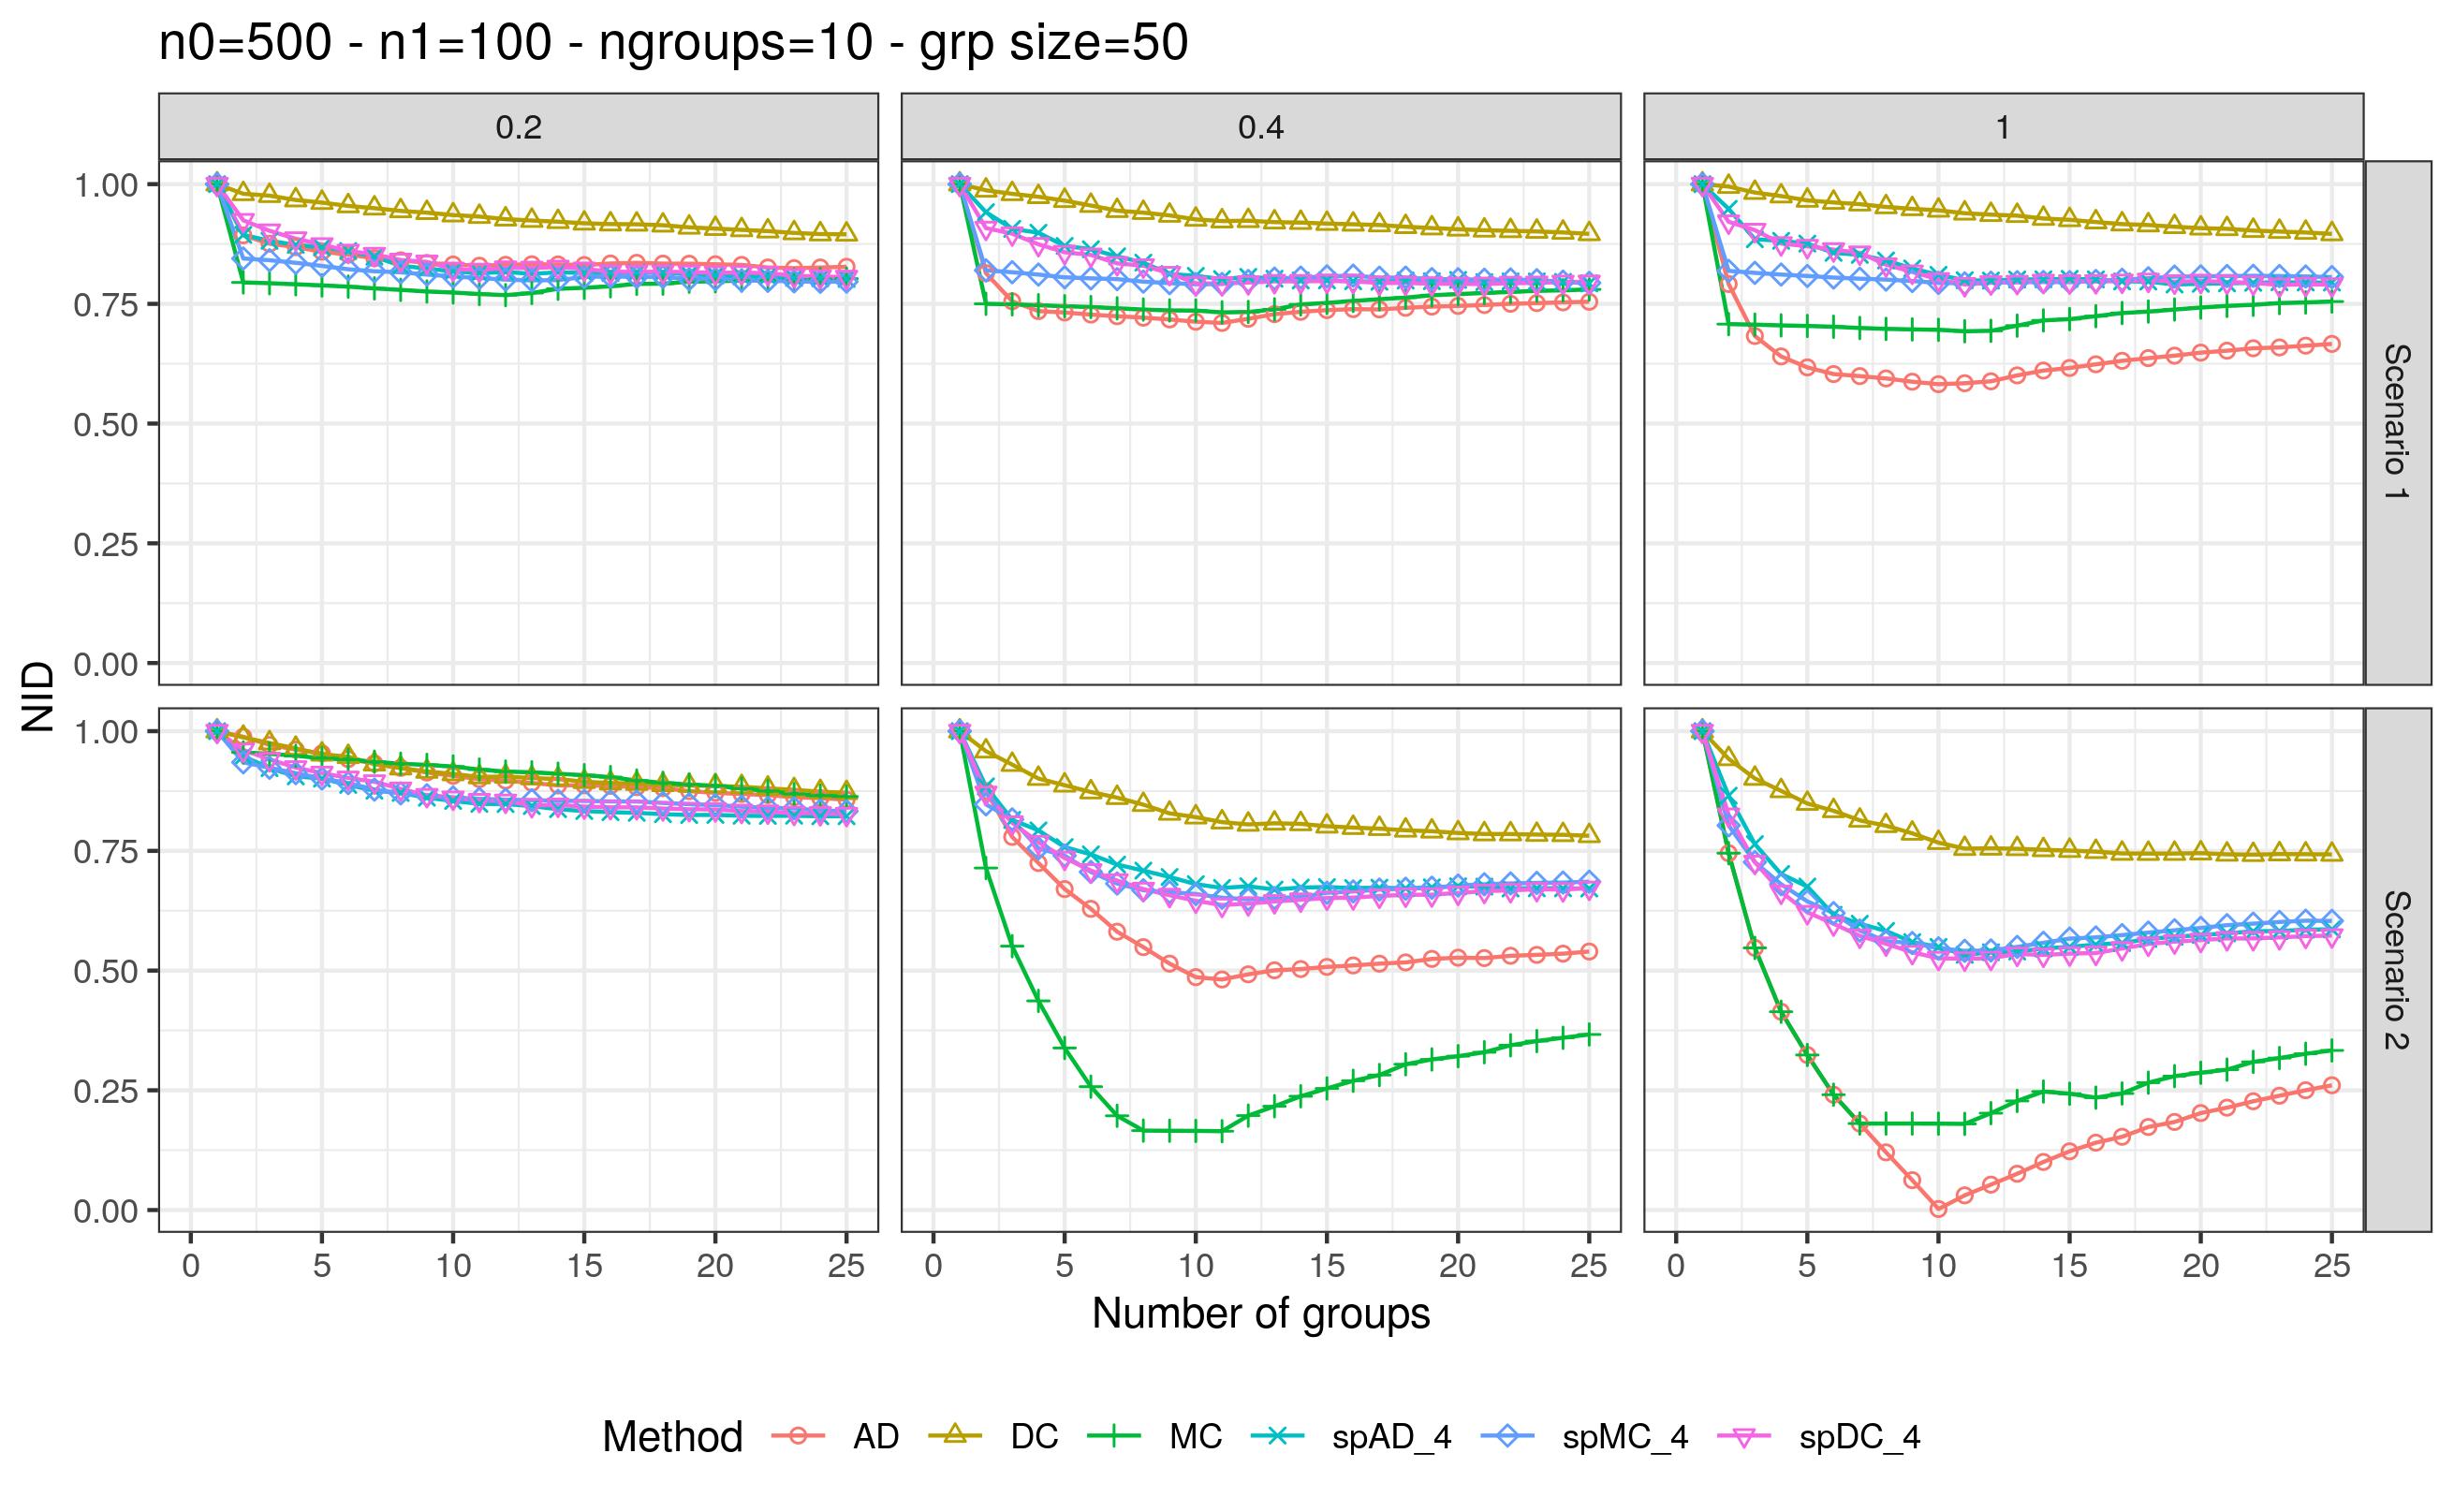 n0=500 - n1=100 - ngroups=10 - grp size=50
0.2 0.4 1
1.00
0.75
0.50
0.25
0.00
Scenario 1
NID
1.00
0.75
0.50
0.25
0.00
Scenario 2
0 5 10 15 20 25 0 5 10 15 20 25 0 5 10 15 20 25
Number of groups
Method AD DC MC spAD_4 spMC_4 spDC_4